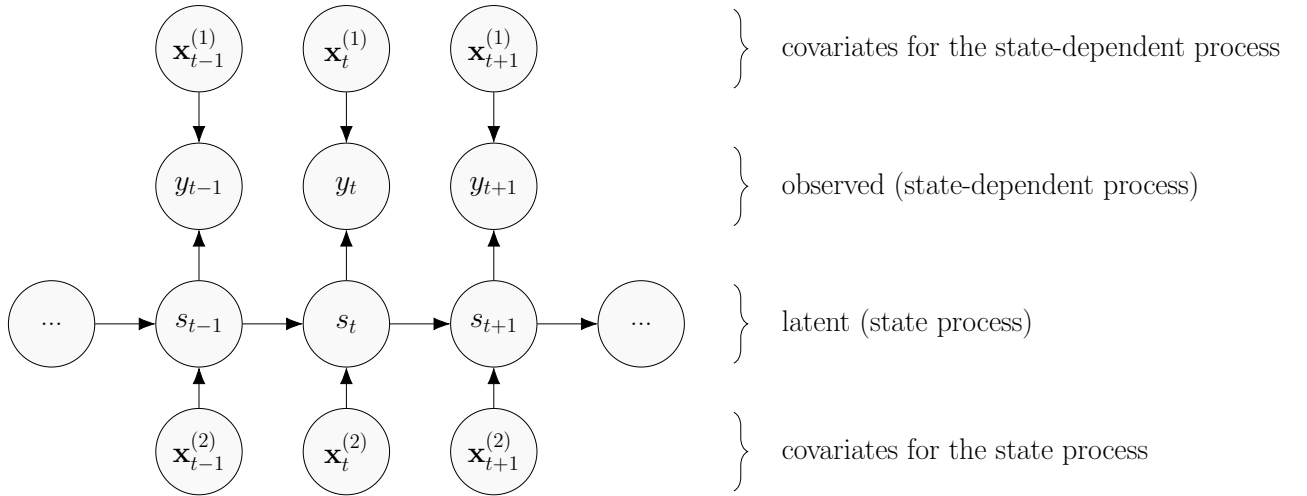 x_{t-1}^{(1)} x_t^{(1)} x_{t+1}^{(1)} covariates for the state-dependent process
y_{t-1} y_t y_{t+1} observed (state-dependent process)
... s_{t-1} s_t s_{t+1} ... latent (state process)
x_{t-1}^{(2)} x_t^{(2)} x_{t+1}^{(2)} covariates for the state process